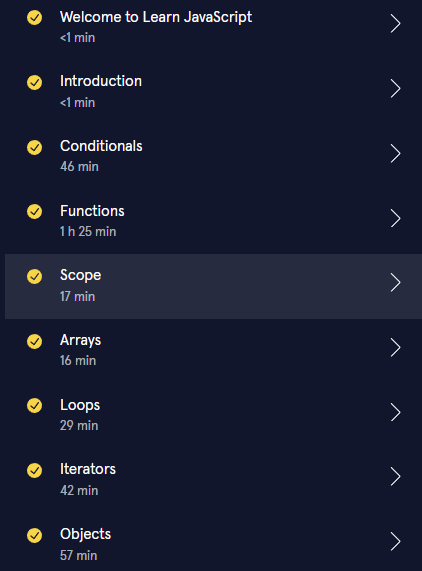 Welcome to Learn JavaScript
<1 min
Introduction
<1 min
Conditionals
46 min
Functions
1 h 25 min
Scope
17 min
Arrays
16 min
Loops
29 min
Iterators
42 min
Objects
57 min